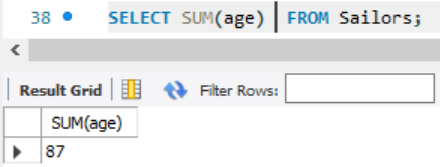 38 SELECT SUM(age) FROM Sailors;
Result Grid Filter Rows:
SUM(age)
87